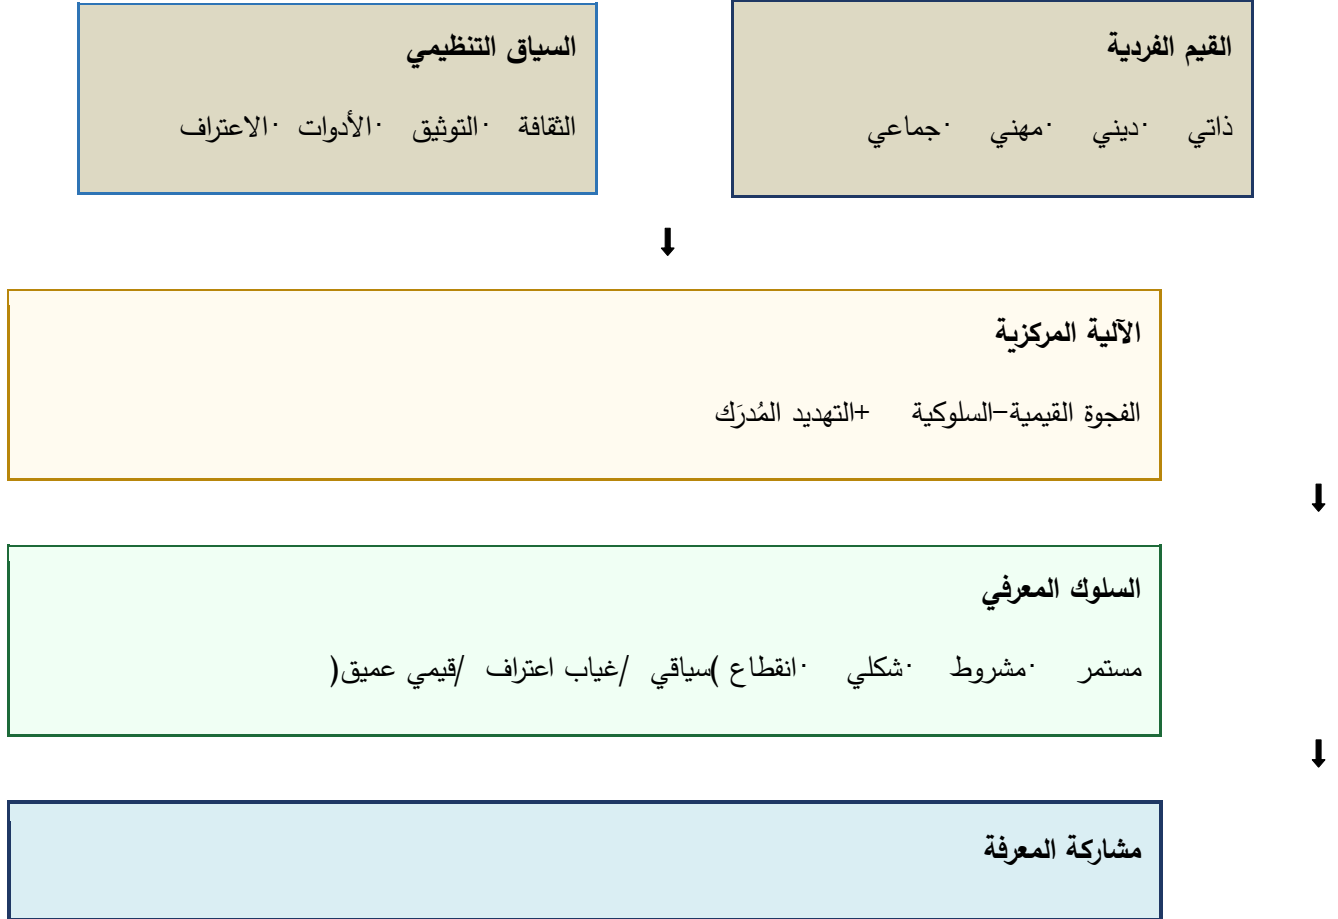 القيم الفردية
ذاتي · ديني · مهني · جماعي
السياق التنظيمي
الثقافة · التوثيق · الأدوات · الاعتراف
⬇
الآلية المركزية
الفجوة القيمية–السلوكية +التهديد المُدرَك
⬇
السلوك المعرفي
مستمر · مشروط · شكلي · انقطاع )سياقي /غياب اعتراف /قيمي عميق(
⬇
مشاركة المعرفة